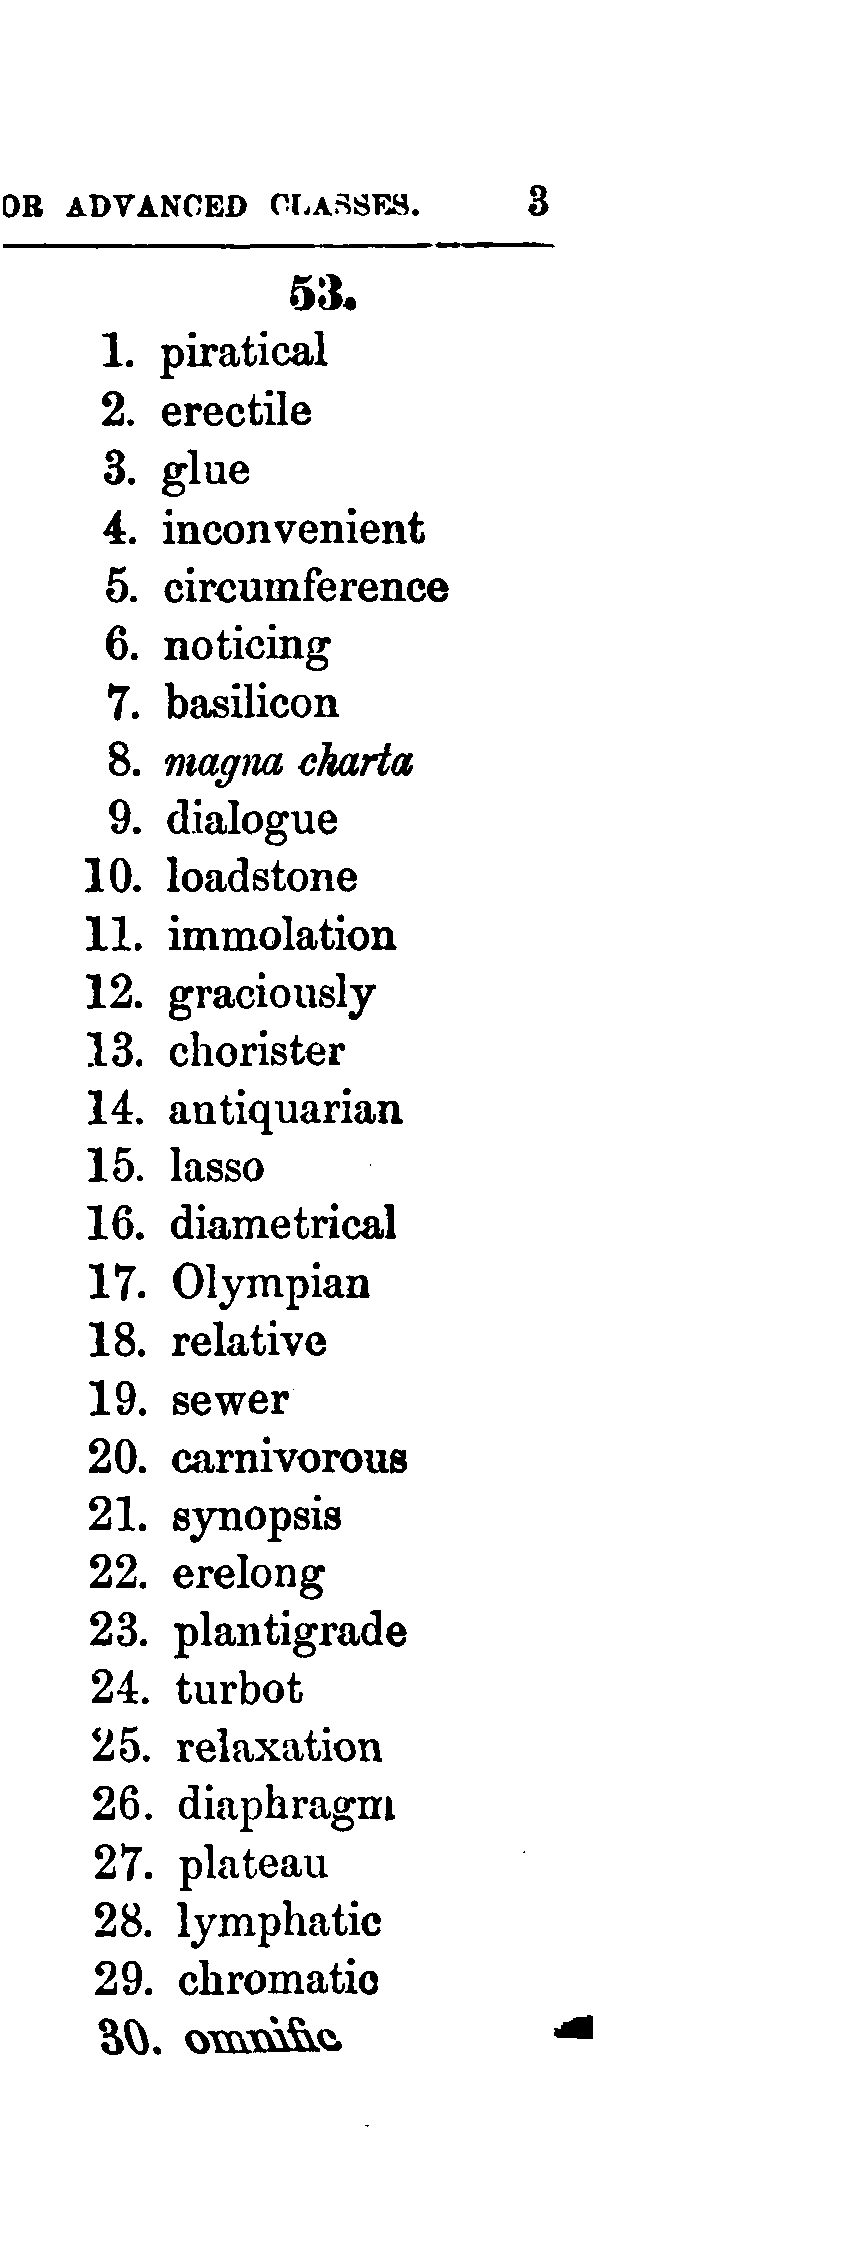 OR ADVANCED CLASSES. 3
53.
1. piratical
2. erectile
3. glue
4. inconvenient
5. circumference
6. noticing
7. basilicon
8. magna charta
9. dialogue
10. loadstone
11. immolation
12. graciously
13. chorister
14. antiquarian
15. lasso
16. diametrical
17. Olympian
18. relative
19. sewer
20. carnivorous
21. synopsis
22. erelong
23. plantigrade
24. turbot
25. relaxation
26. diaphragm
27. plateau
28. lymphatic
29. chromatic
30. omnific